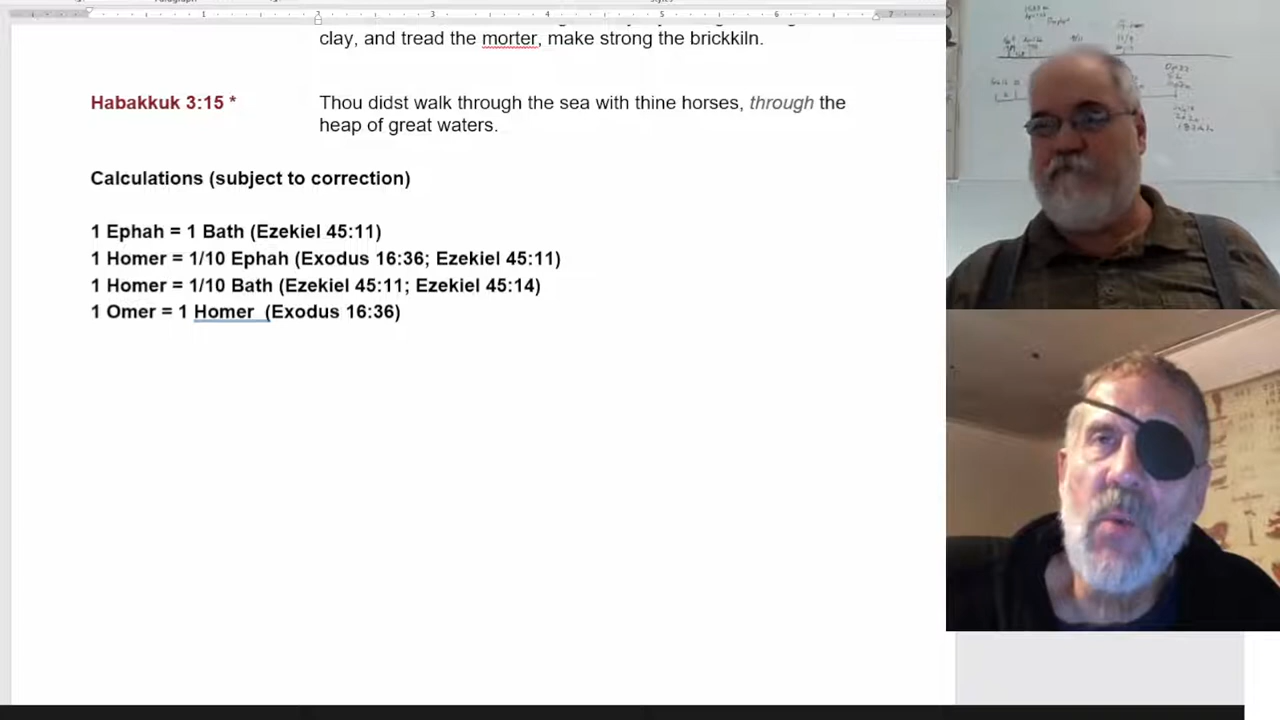 clay, and tread the morter, make strong the brickkiln.
Habakkuk 3:15 * Thou didst walk through the sea with thine horses, through the
heap of great waters.
Calculations (subject to correction)
1 Ephah = 1 Bath (Ezekiel 45:11)
1 Homer = 1/10 Ephah (Exodus 16:36; Ezekiel 45:11)
1 Homer = 1/10 Bath (Ezekiel 45:11; Ezekiel 45:14)
1 Omer = 1 Homer (Exodus 16:36)